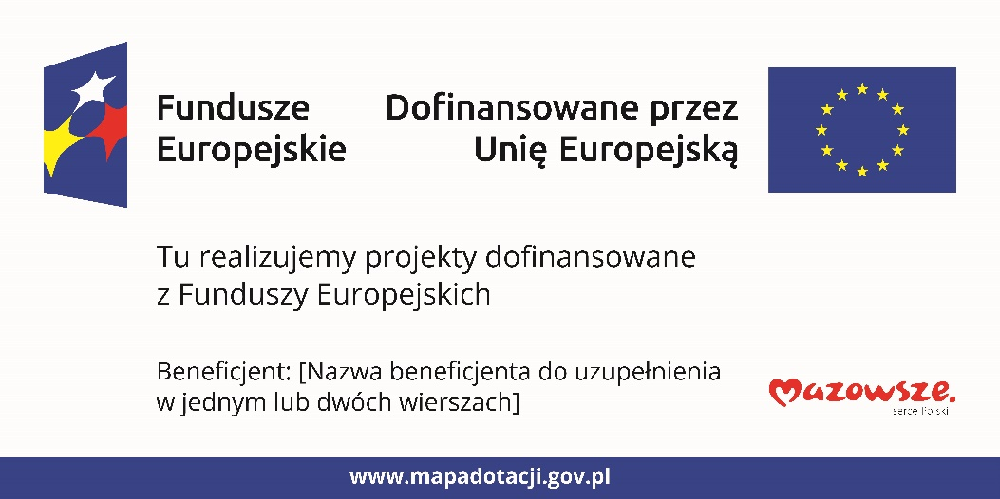 Fundusze
Europejskie
Dofinansowane przez
Unię Europejską
Tu realizujemy projekty dofinansowane
z Funduszy Europejskich
Beneficjent: [Nazwa beneficjenta do uzupełnienia
w jednym lub dwóch wierszach]
mazowsze.
serce Polski
www.mapadotacji.gov.pl